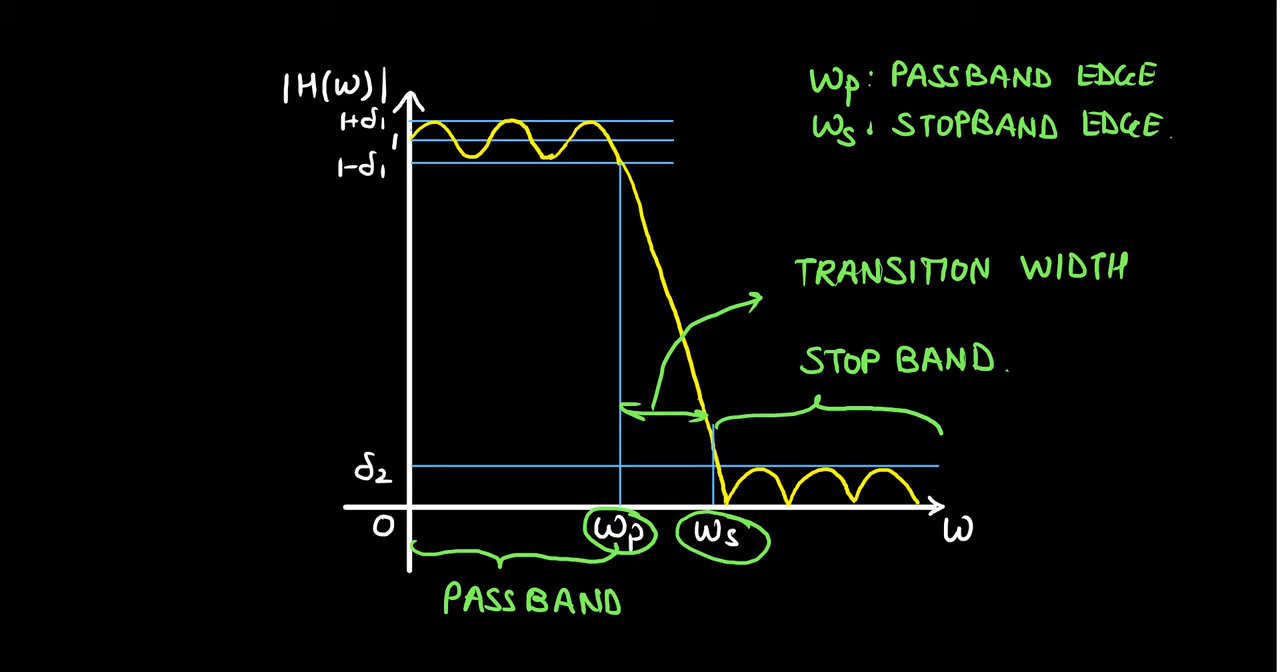 |H(ω)|
ωp: PASSBAND EDGE
ωs: STOPBAND EDGE.
1+δ1
1
1-δ1
TRANSITION WIDTH
STOP BAND.
δ2
0
ωp
ωs
ω
PASSBAND